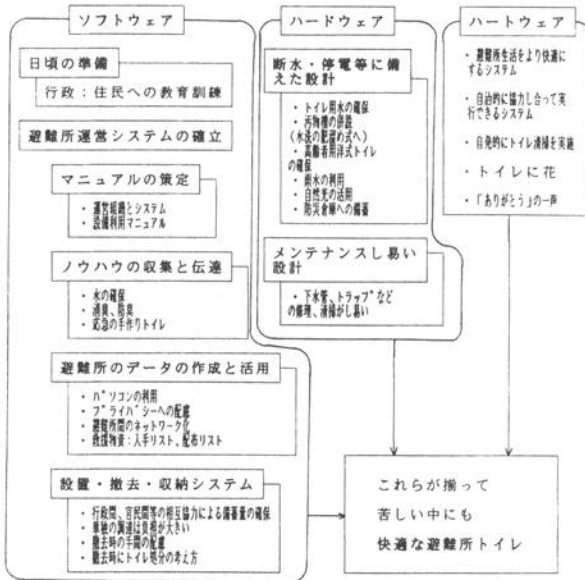 ソフトウェア
日頃の準備
行政：住民への教育訓練
避難所運営システムの確立
マニュアルの策定
・ 運営組織とシステム
・ 設備利用マニュアル
ノウハウの収集と伝達
・ 水の確保
・ 消臭、防臭
・ 応急の手作りトイレ
避難所のデータの作成と活用
・ パソコンの利用
・ プライバシーへの配慮
・ 避難所間のネットワーク化
・ 救援物資：入手リスト、配布リスト
設置・撤去・収納システム
・ 行政間、官民間等の相互協力による備蓄量の確保
・ 単独の調達は負担が大きい
・ 撤去時の手間の配慮
・ 撤去時にトイレ処分の考え方
ハードウェア
断水・停電等に備
えた設計
・ トイレ用水の確保
・ 汚物槽の併設
・ 高齢者用洋式トイレ
の確保
・ 雨水の利用
・ 自然光の活用
・ 防災倉庫への備蓄
メンテナンスし易い
設計
・ 下水管、トラップなど
の修理、清掃がし易い
ハートウェア
・ 避難所生活をより快適に
するシステム
・ 自治的に協力し合って実
行できるシステム
・ 自発的にトイレ清掃を実施
・ トイレに花
・ 「ありがとう」の一声
これらが揃って
苦しい中にも
快適な避難所トイレ